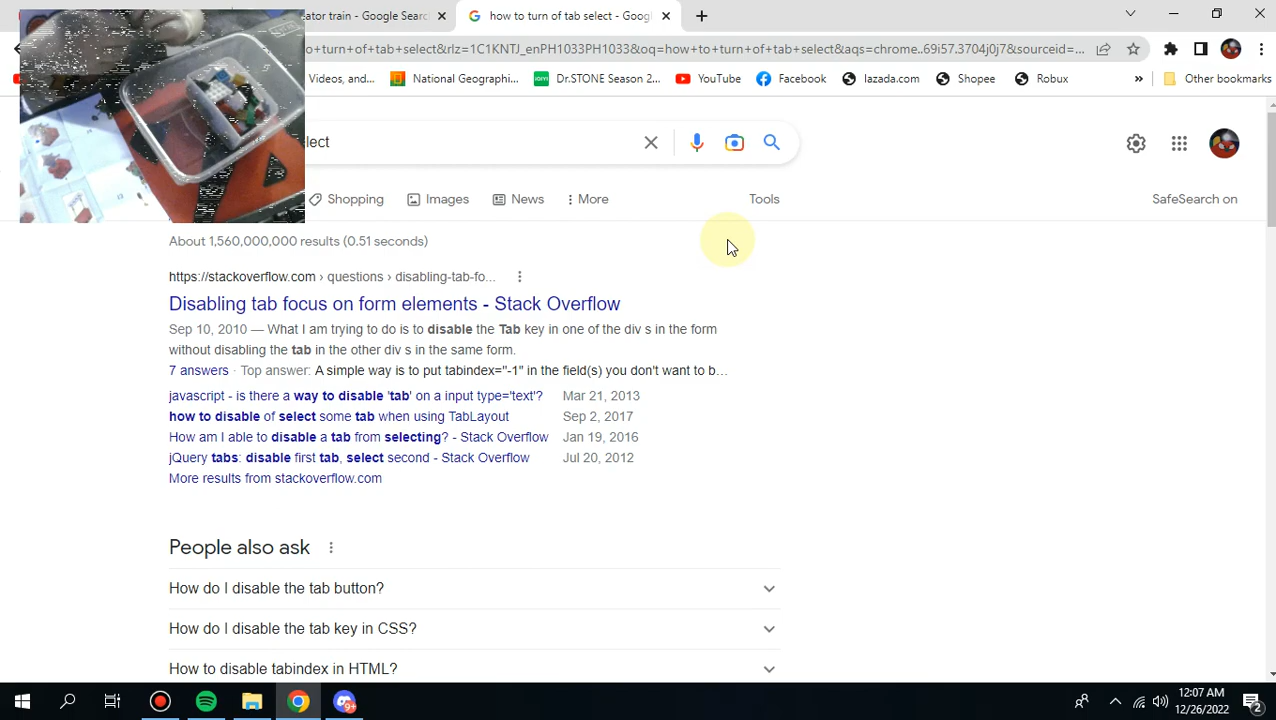 ator train - Google Searc
how to turn of tab select - Googl
o+turn+of+tab+select&rlz=1C1KNTJ_enPH1033PH1033&oq=how+to+turn+of+tab+select&aqs=chrome..69i57.3704j0j7&sourceid=...
Videos, and... National Geographi... Dr.STONE Season 2... YouTube Facebook lazada.com Shopee Robux » Other bookmarks
lect
Shopping Images News More Tools SafeSearch on
About 1,560,000,000 results (0.51 seconds)
https://stackoverflow.com › questions › disabling-tab-fo...
Disabling tab focus on form elements - Stack Overflow
Sep 10, 2010 — What I am trying to do is to disable the Tab key in one of the div s in the form
without disabling the tab in the other div s in the same form.
7 answers · Top answer: A simple way is to put tabindex="-1" in the field(s) you don't want to b...
javascript - is there a way to disable 'tab' on a input type='text'? Mar 21, 2013
how to disable of select some tab when using TabLayout Sep 2, 2017
How am I able to disable a tab from selecting? - Stack Overflow Jan 19, 2016
jQuery tabs: disable first tab, select second - Stack Overflow Jul 20, 2012
More results from stackoverflow.com
People also ask
How do I disable the tab button?
How do I disable the tab key in CSS?
How to disable tabindex in HTML?
12:07 AM
12/26/2022
2